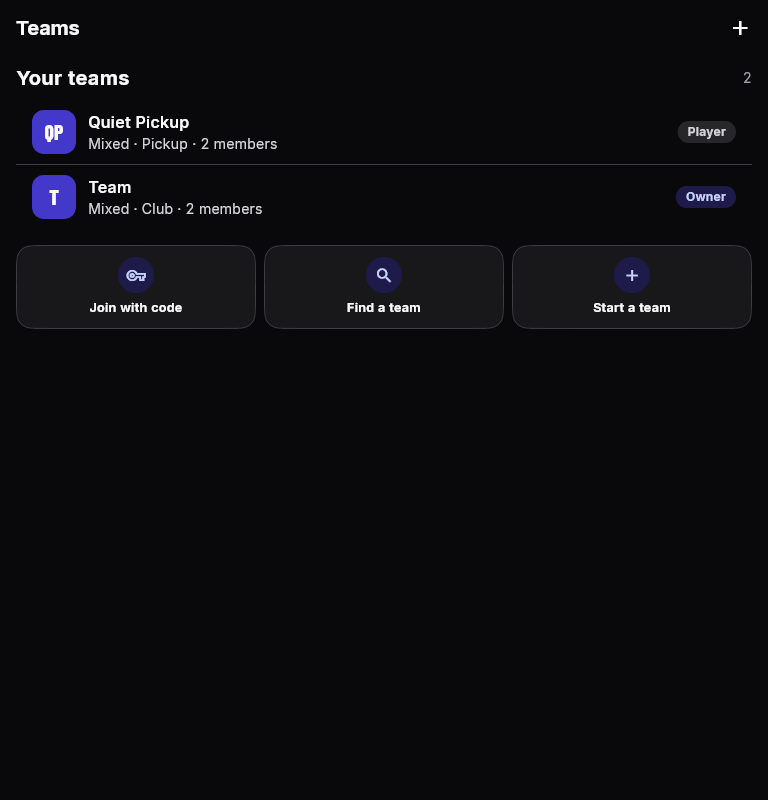 Teams
Your teams
2
QP
Quiet Pickup
Mixed · Pickup · 2 members
Player
T
Team
Mixed · Club · 2 members
Owner
Join with code
Find a team
Start a team